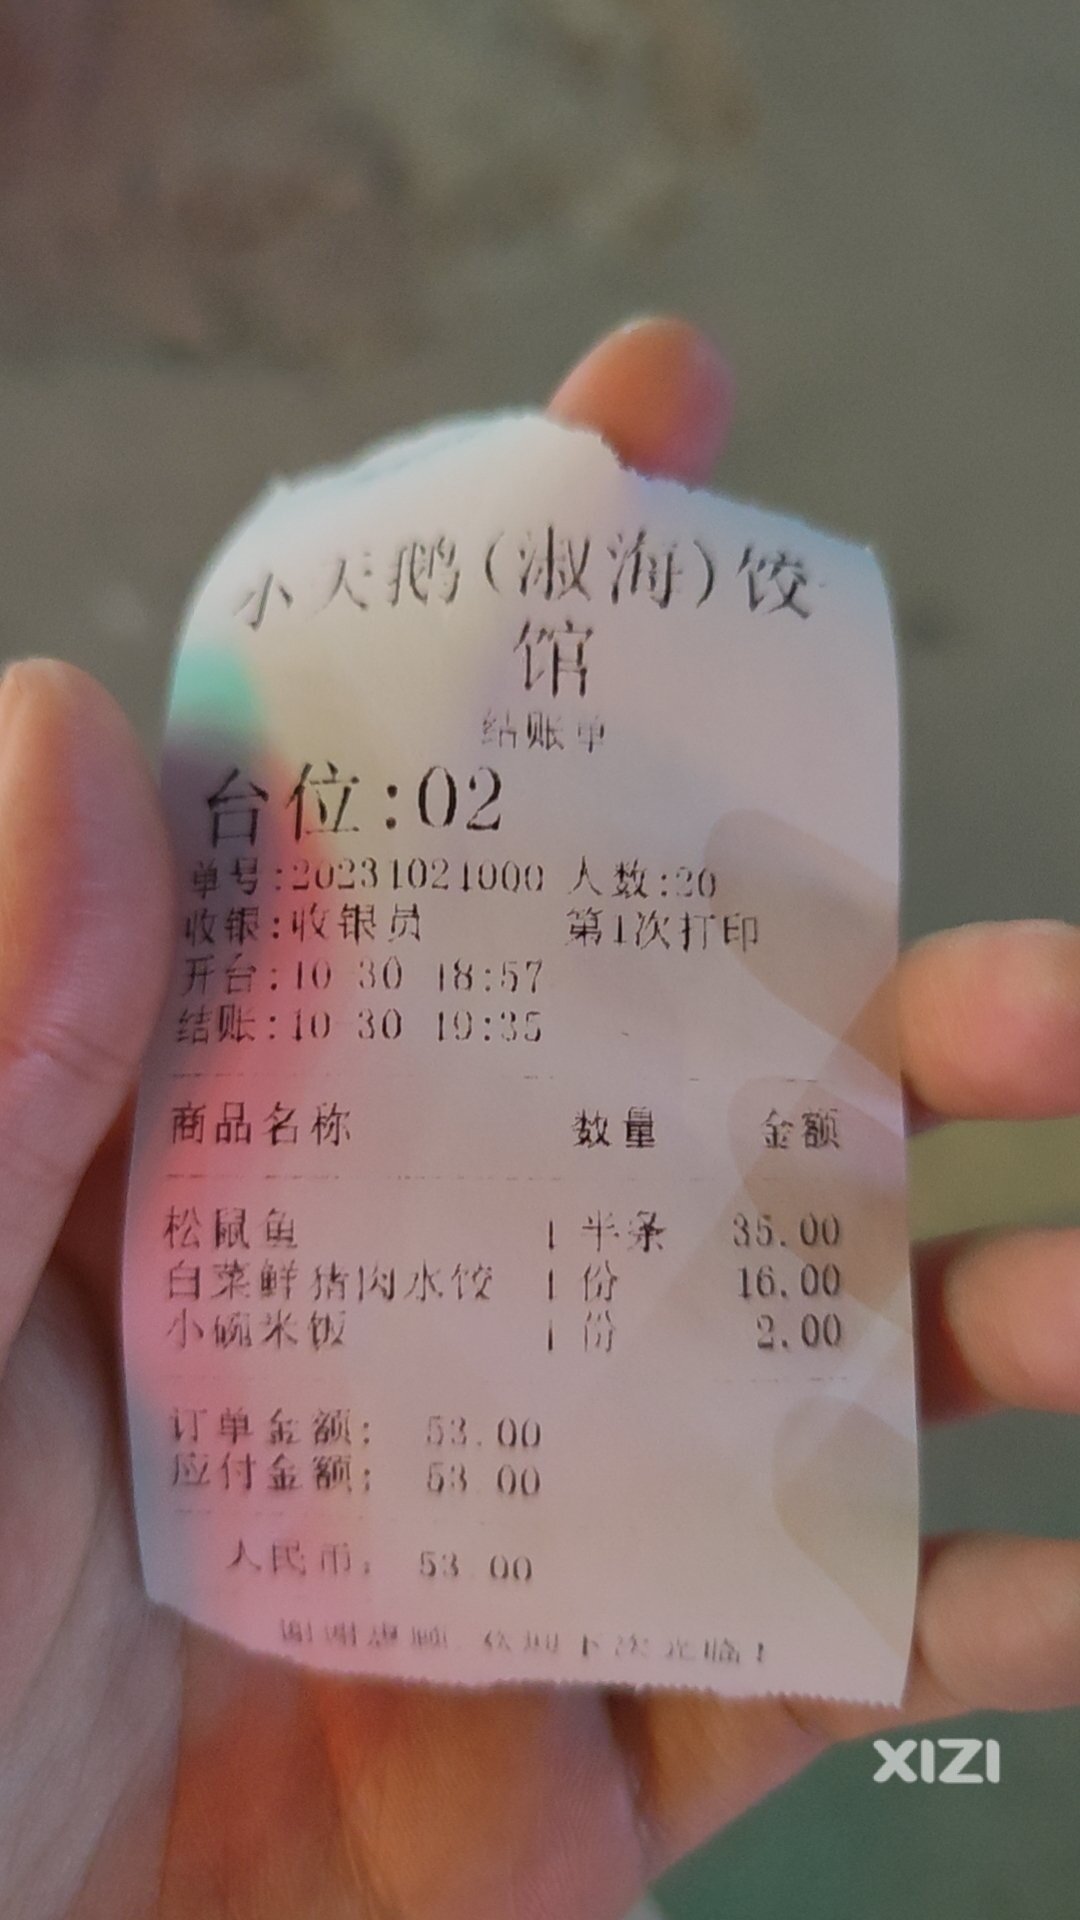 小天鹅(淑海)饺
馆
结账单
台位:02
单号:20231021000 人数:20
收银:收银员 第1次打印
开台:10-30 18:57
结账:10-30 19:35
商品名称 数量 金额
松鼠鱼 1 半条 35.00
白菜鲜猪肉水饺 1 份 16.00
小碗米饭 1 份 2.00
订单金额: 53.00
应付金额: 53.00
人民币: 53.00
谢谢惠顾,欢迎下次光临!
XIZI